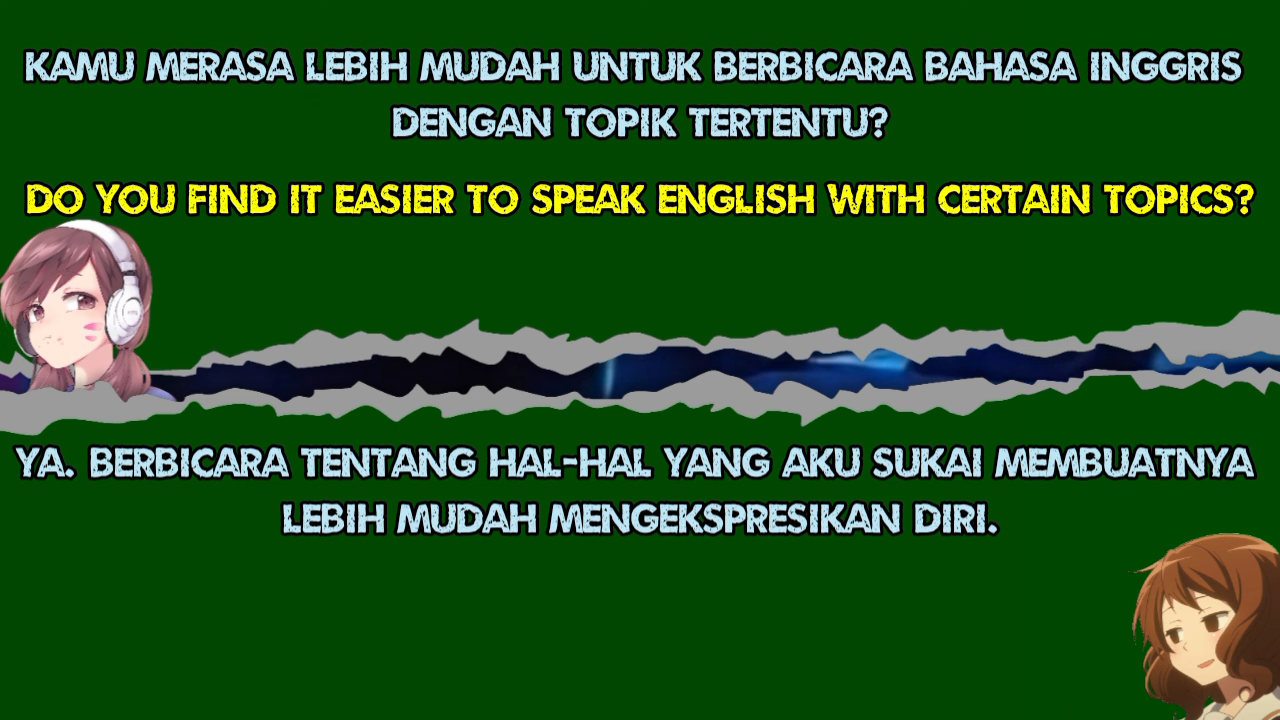 KAMU MERASA LEBIH MUDAH UNTUK BERBICARA BAHASA INGGRIS
DENGAN TOPIK TERTENTU?
DO YOU FIND IT EASIER TO SPEAK ENGLISH WITH CERTAIN TOPICS?
YA. BERBICARA TENTANG HAL-HAL YANG AKU SUKAI MEMBUATNYA
LEBIH MUDAH MENGEKSPRESIKAN DIRI.